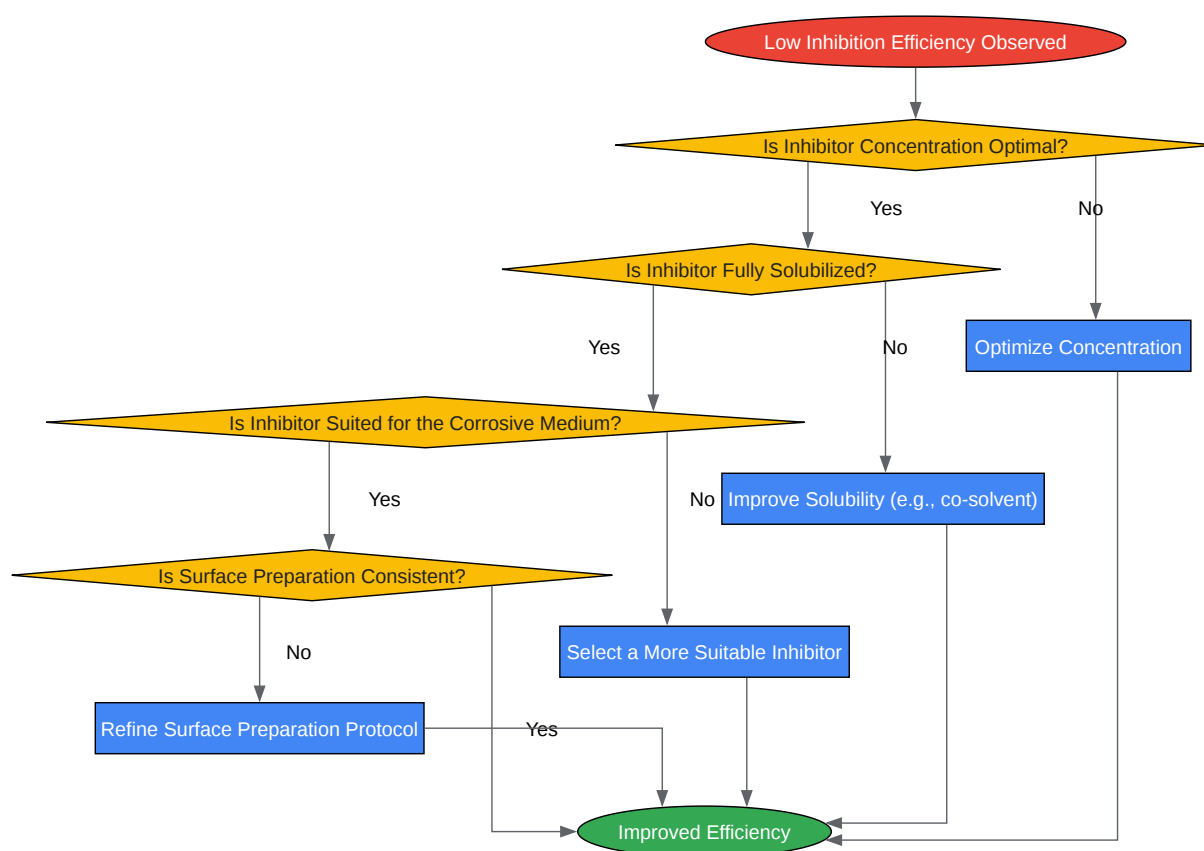 Low Inhibition Efficiency Observed
Is Inhibitor Concentration Optimal?
Yes
No
Is Inhibitor Fully Solubilized?
Yes
No
Optimize Concentration
Is Inhibitor Suited for the Corrosive Medium?
Yes
No
Improve Solubility (e.g., co-solvent)
Is Surface Preparation Consistent?
No
Select a More Suitable Inhibitor
Refine Surface Preparation Protocol
Yes
Improved Efficiency